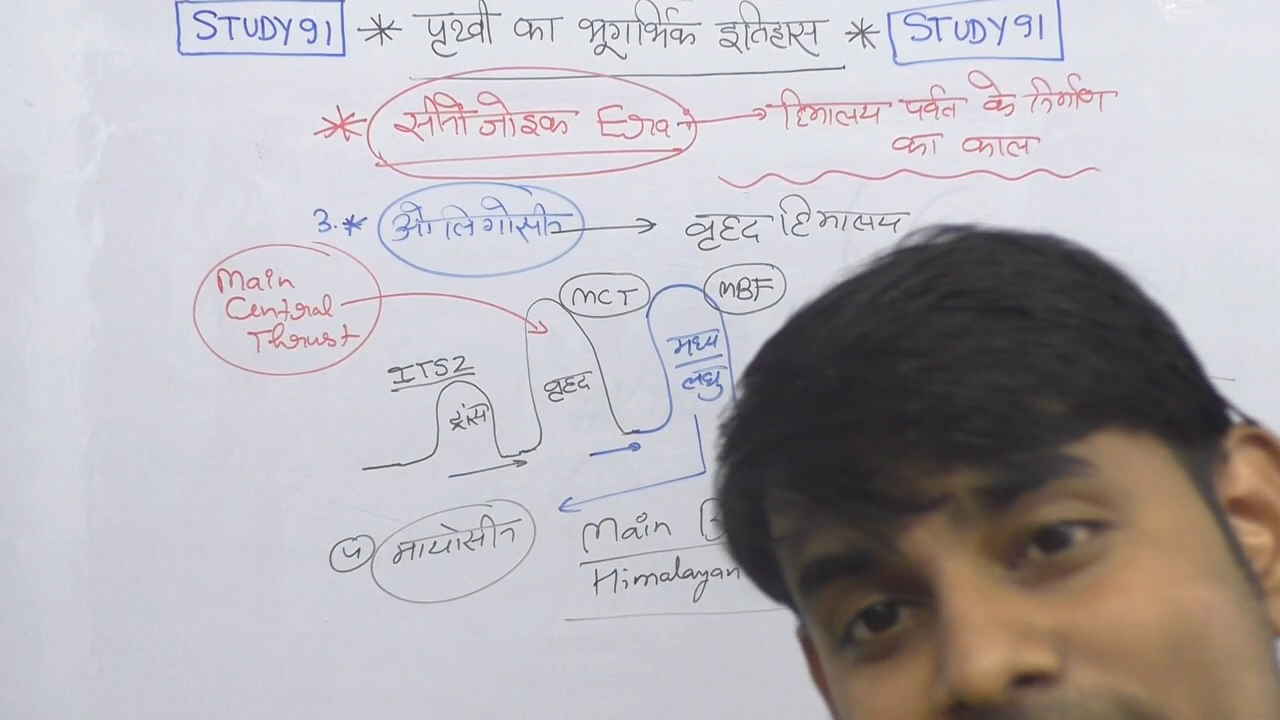 STUDY91 * पृथ्वी का भूगर्भिक इतिहास * STUDY91
* सीनोजोइक Era → हिमालय पर्वत के निर्माण
का काल
3.* ओलिगोसीन → वृहद हिमालय
Main
Central
Thrust
MCT
MBF
ITSZ
ट्रांस
वृहद
मध्य
लघु
4 मायोसीन
Main
Himalayan